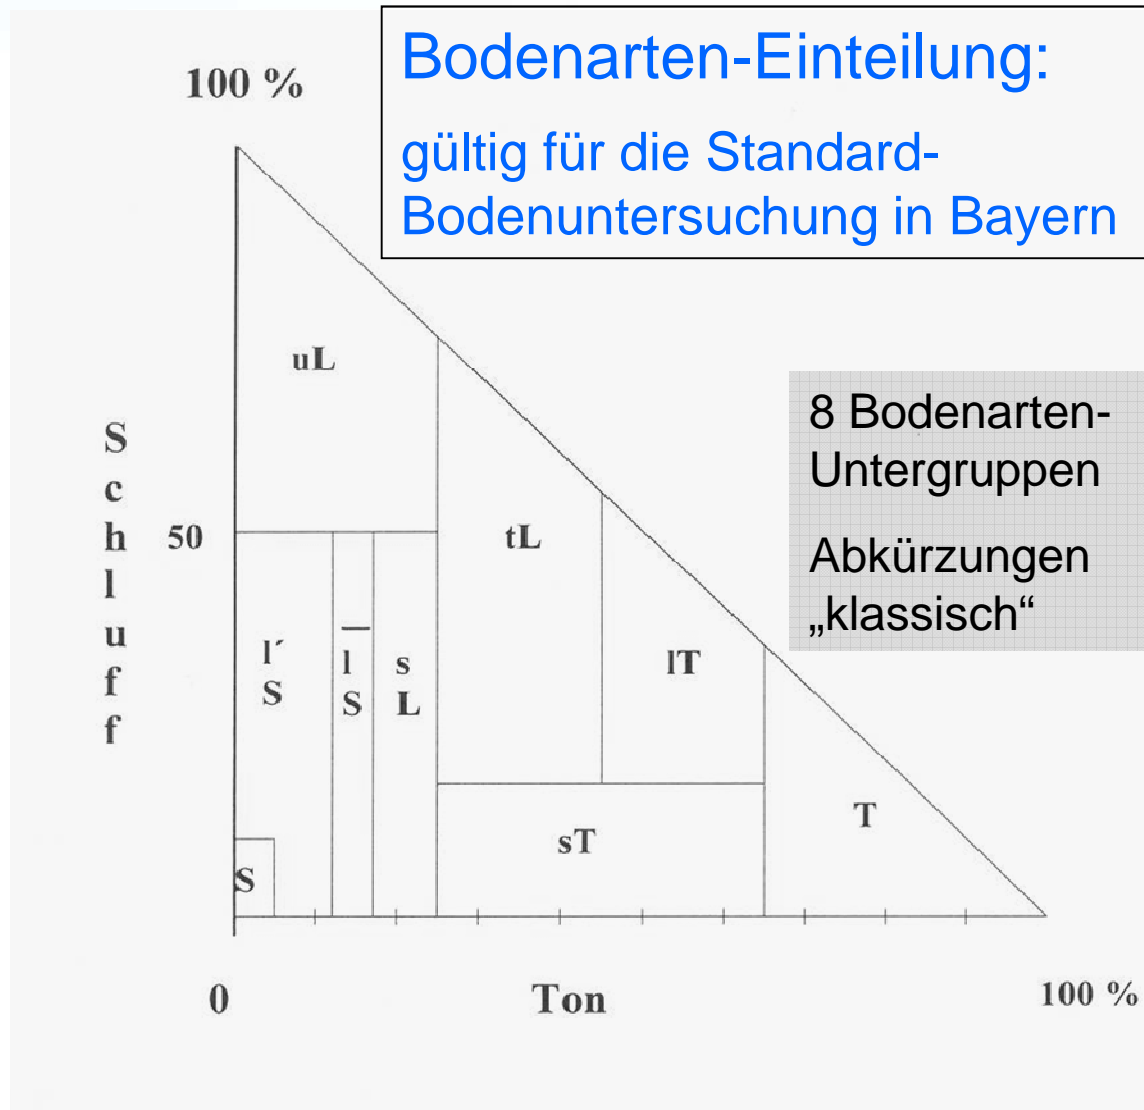 Bodenarten-Einteilung:
gültig für die Standard-
Bodenuntersuchung in Bayern
100 %
uL
8 Bodenarten-
Untergruppen
Abkürzungen
„klassisch“
Schluff
50
tL
l´
S
l̅
S
s
L
lT
T
sT
S
0
Ton
100 %